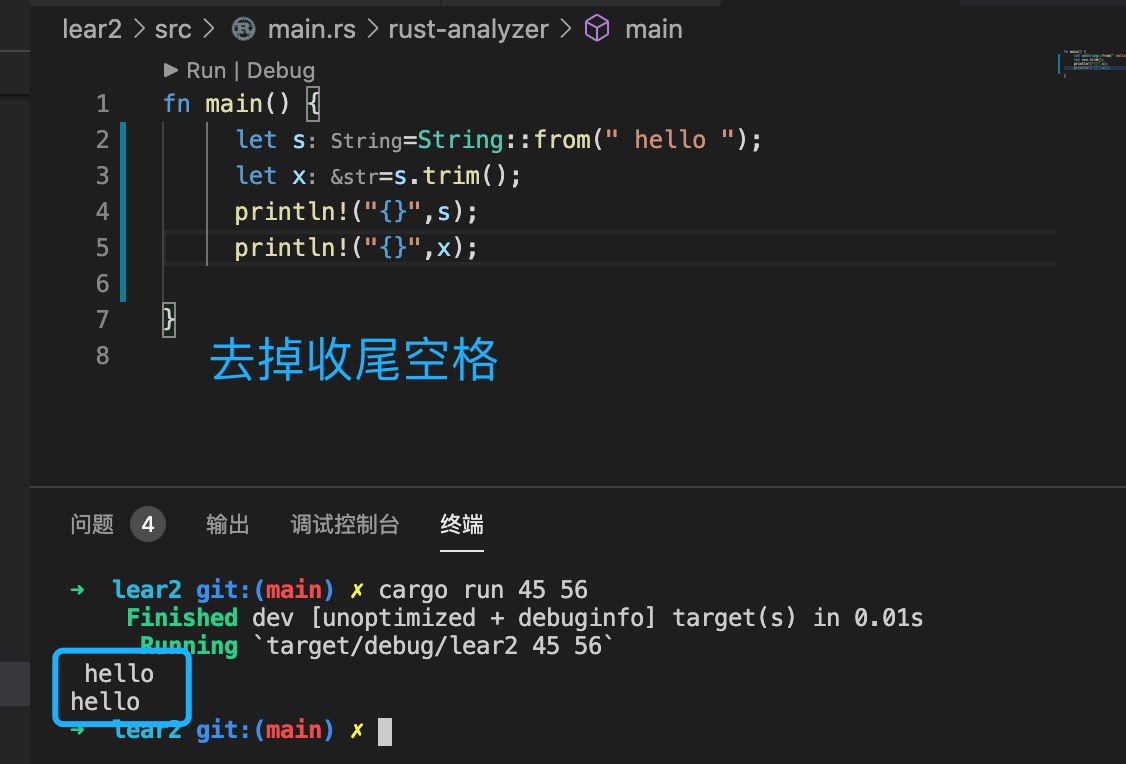 lear2 > src > main.rs > rust-analyzer > main
▶ Run | Debug
1 fn main() {
2 let s: String=String::from(" hello ");
3 let x: &str=s.trim();
4 println!("{}",s);
5 println!("{}",x);
6
7 }
8
去掉收尾空格
问题 4 输出 调试控制台 终端
➜ lear2 git:(main) ✗ cargo run 45 56
Finished dev [unoptimized + debuginfo] target(s) in 0.01s
Running `target/debug/lear2 45 56`
hello
hello
➜ lear2 git:(main) ✗